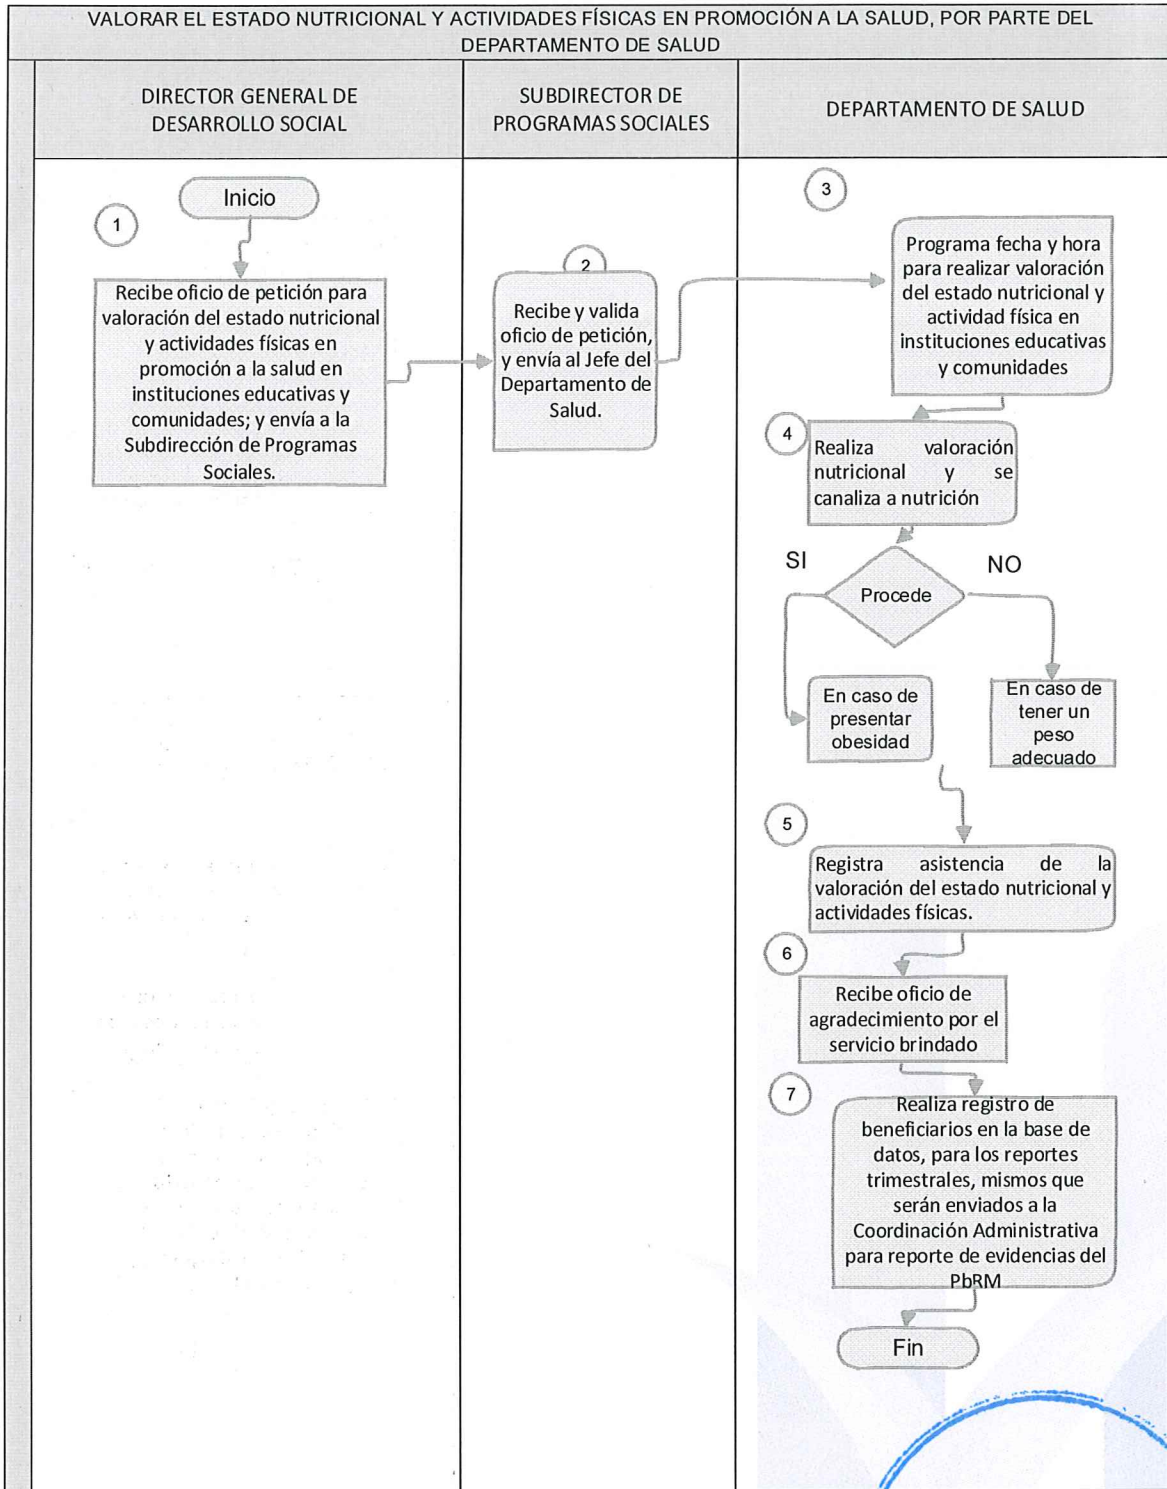 VALORAR EL ESTADO NUTRICIONAL Y ACTIVIDADES FÍSICAS EN PROMOCIÓN A LA SALUD, POR PARTE DEL
DEPARTAMENTO DE SALUD
DIRECTOR GENERAL DE
DESARROLLO SOCIAL
SUBDIRECTOR DE
PROGRAMAS SOCIALES
DEPARTAMENTO DE SALUD
Inicio
1
Recibe oficio de petición para
valoración del estado nutricional
y actividades físicas en
promoción a la salud en
instituciones educativas y
comunidades; y envía a la
Subdirección de Programas
Sociales.
2
Recibe y valida
oficio de petición,
y envía al Jefe del
Departamento de
Salud.
3
Programa fecha y hora
para realizar valoración
del estado nutricional y
actividad física en
instituciones educativas
y comunidades
4
Realiza valoración
nutricional y se
canaliza a nutrición
SI
NO
Procede
En caso de
presentar
obesidad
En caso de
tener un
peso
adecuado
5
Registra asistencia de la
valoración del estado nutricional y
actividades físicas.
6
Recibe oficio de
agradecimiento por el
servicio brindado
7
Realiza registro de
beneficiarios en la base de
datos, para los reportes
trimestrales, mismos que
serán enviados a la
Coordinación Administrativa
para reporte de evidencias del
PbRM
Fin